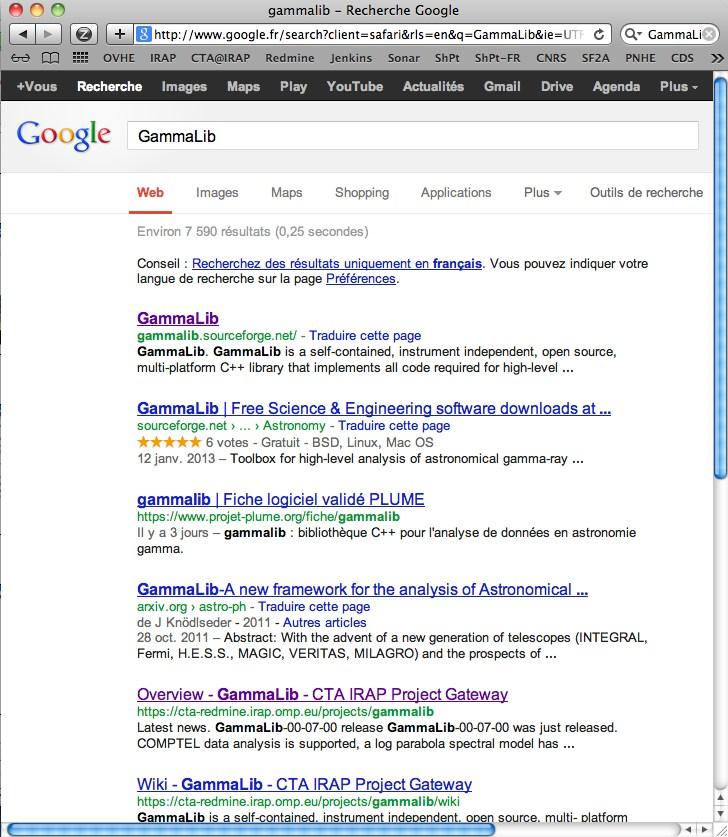 gammalib – Recherche Google
http://www.google.fr/search?client=safari&rls=en&q=GammaLib&ie=UTF
GammaLi
OVHE IRAP CTA@IRAP Redmine Jenkins Sonar ShPt ShPt-FR CNRS SF2A PNHE CDS
+Vous Recherche Images Maps Play YouTube Actualités Gmail Drive Agenda Plus
Google
GammaLib
Web Images Maps Shopping Applications Plus Outils de recherche
Environ 7 590 résultats (0,25 secondes)
Conseil : Recherchez des résultats uniquement en français. Vous pouvez indiquer votre
langue de recherche sur la page Préférences.
GammaLib
gammalib.sourceforge.net/ - Traduire cette page
GammaLib. GammaLib is a self-contained, instrument independent, open source,
multi-platform C++ library that implements all code required for high-level ...
GammaLib | Free Science & Engineering software downloads at ...
sourceforge.net › ... › Astronomy - Traduire cette page
★★★★★ 6 votes - Gratuit - BSD, Linux, Mac OS
12 janv. 2013 – Toolbox for high-level analysis of astronomical gamma-ray ...
gammalib | Fiche logiciel validé PLUME
https://www.projet-plume.org/fiche/gammalib
Il y a 3 jours – gammalib : bibliothèque C++ pour l'analyse de données en astronomie
gamma.
GammaLib-A new framework for the analysis of Astronomical ...
arxiv.org › astro-ph - Traduire cette page
de J Knödlseder - 2011 - Autres articles
28 oct. 2011 – Abstract: With the advent of a new generation of telescopes (INTEGRAL,
Fermi, H.E.S.S., MAGIC, VERITAS, MILAGRO) and the prospects of ...
Overview - GammaLib - CTA IRAP Project Gateway
https://cta-redmine.irap.omp.eu/projects/gammalib
Latest news. GammaLib-00-07-00 release GammaLib-00-07-00 was just released.
COMPTEL data analysis is supported, a log parabola spectral model has ...
Wiki - GammaLib - CTA IRAP Project Gateway
https://cta-redmine.irap.omp.eu/projects/gammalib/wiki
GammaLib is a self-contained, instrument independent, open source, multi- platform